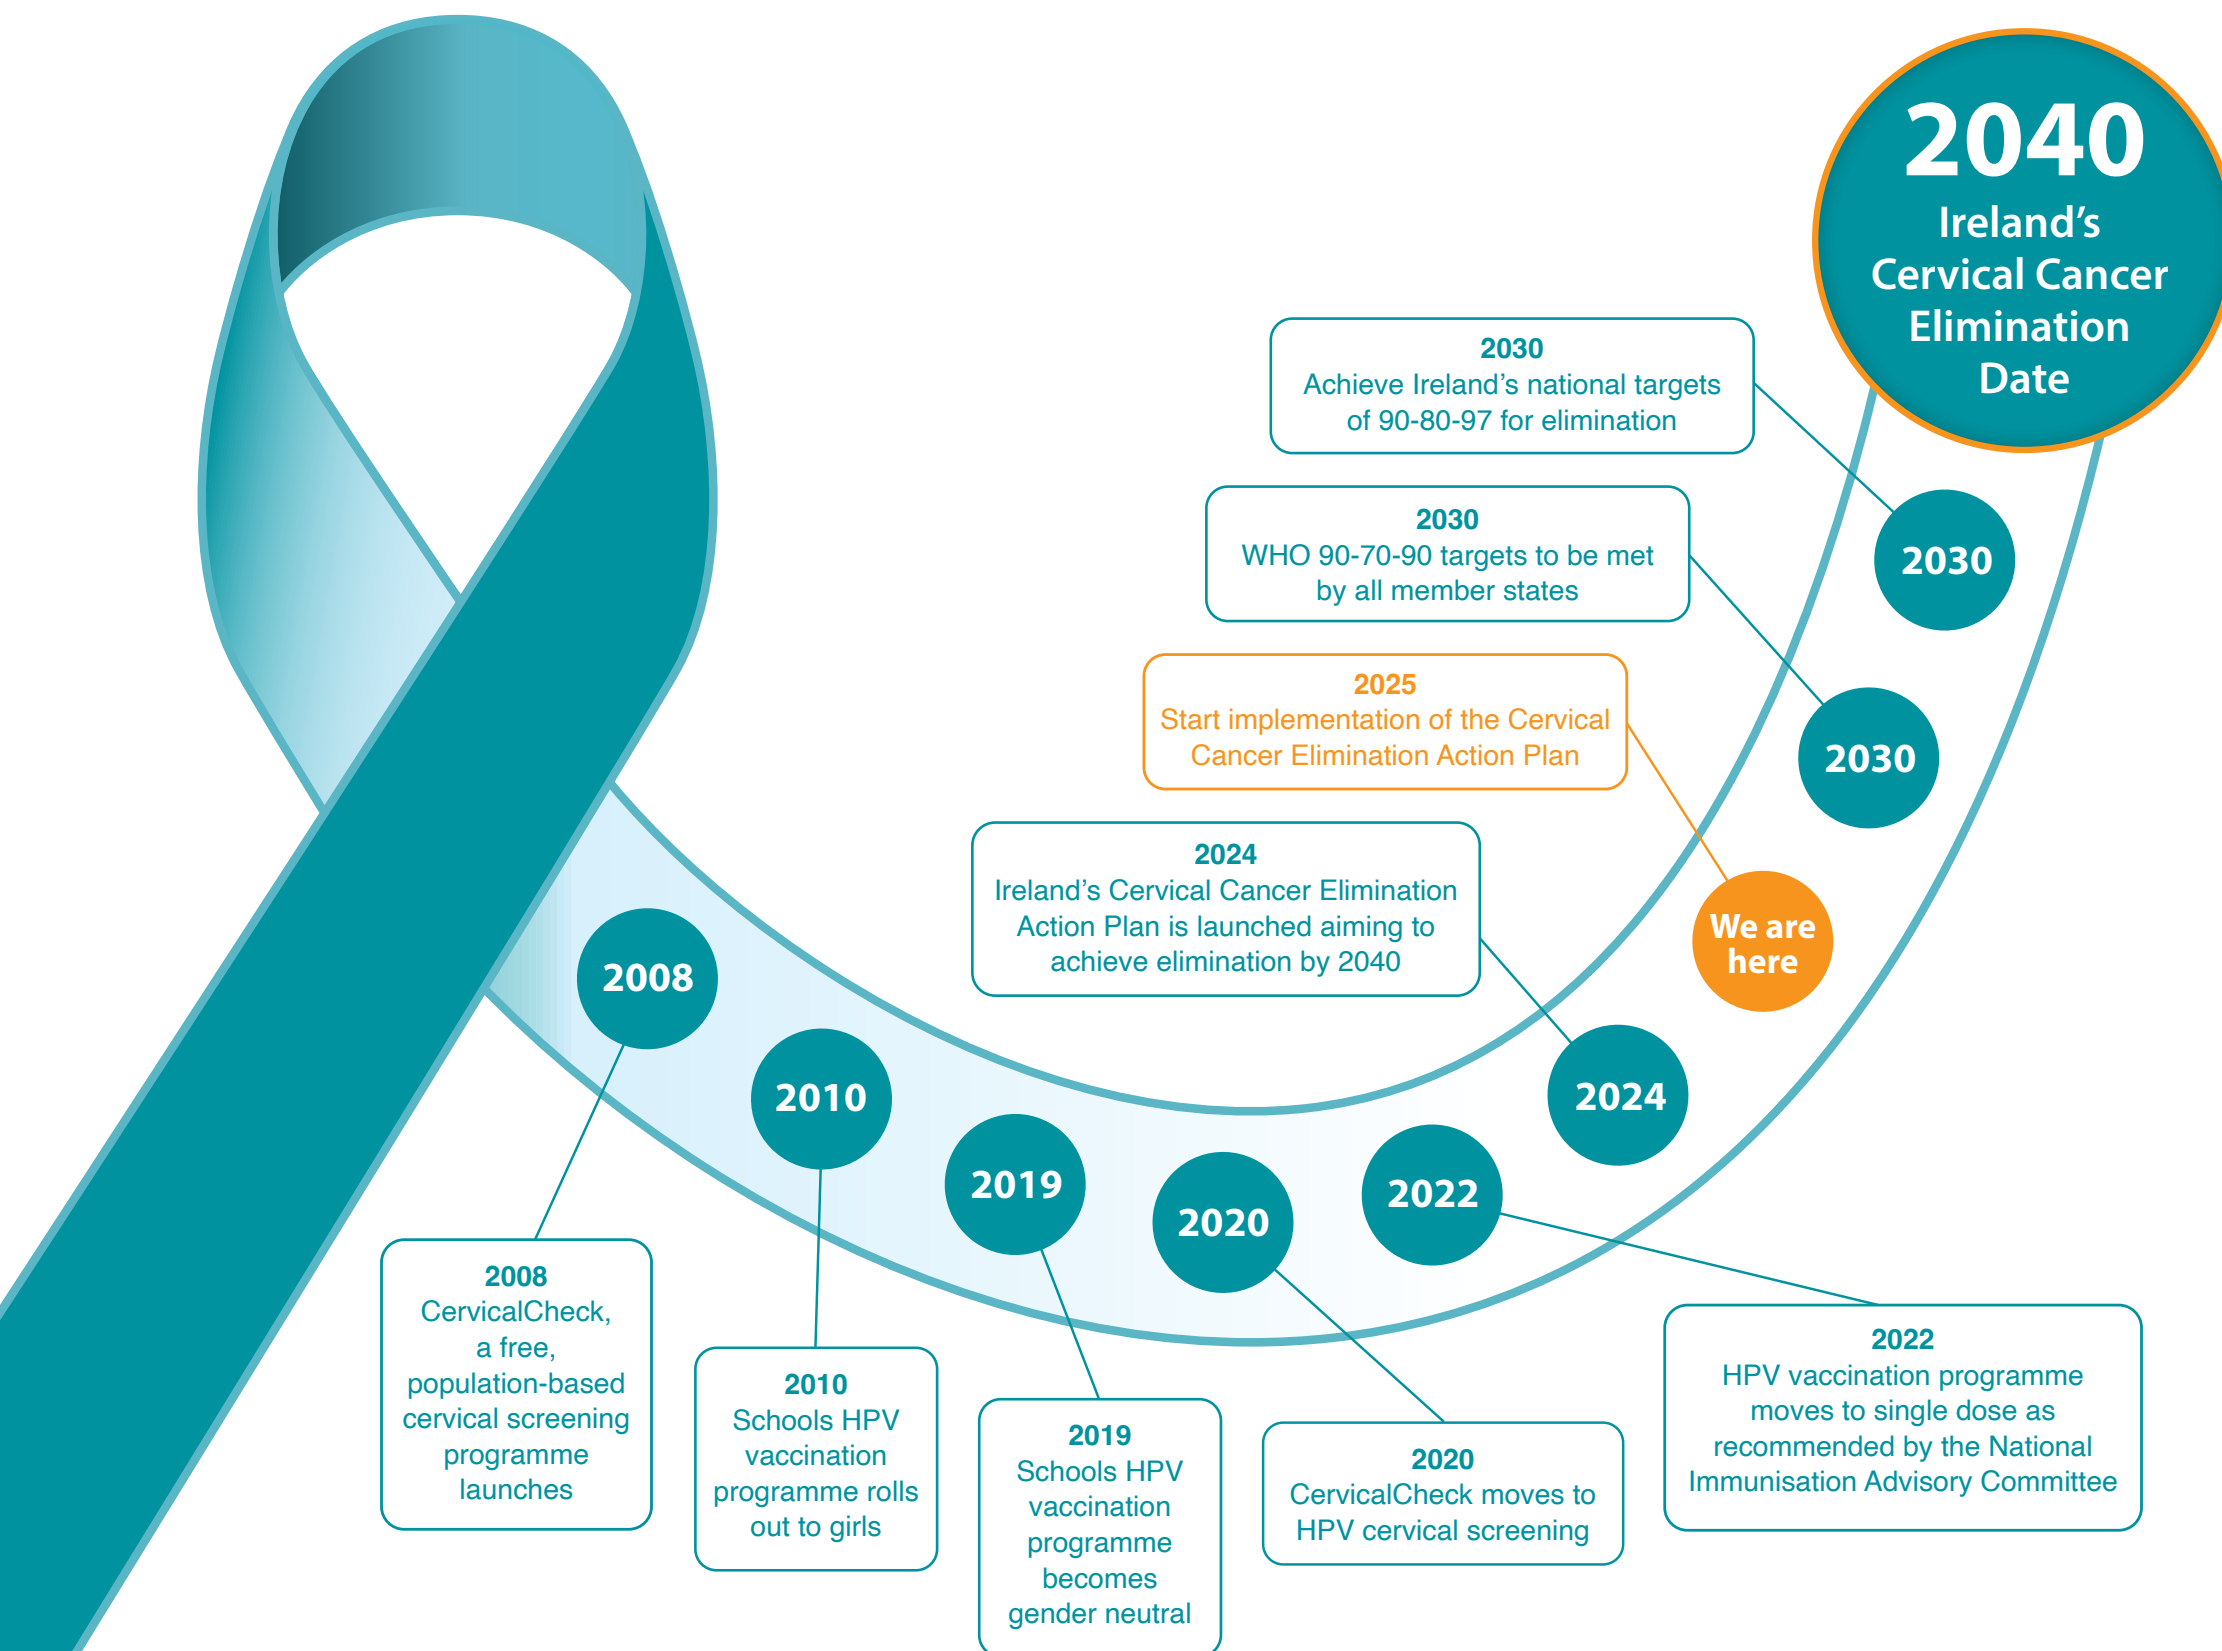 2040
Ireland’s
Cervical Cancer
Elimination
Date
2030
Achieve Ireland’s national targets
of 90-80-97 for elimination
2030
2030
WHO 90-70-90 targets to be met
by all member states
2030
2025
Start implementation of the Cervical
Cancer Elimination Action Plan
We are
here
2024
Ireland’s Cervical Cancer Elimination
Action Plan is launched aiming to
achieve elimination by 2040
2024
2008
2010
2019
2020
2022
2008
CervicalCheck,
a free,
population-based
cervical screening
programme
launches
2010
Schools HPV
vaccination
programme rolls
out to girls
2019
Schools HPV
vaccination
programme
becomes
gender neutral
2020
CervicalCheck moves to
HPV cervical screening
2022
HPV vaccination programme
moves to single dose as
recommended by the National
Immunisation Advisory Committee